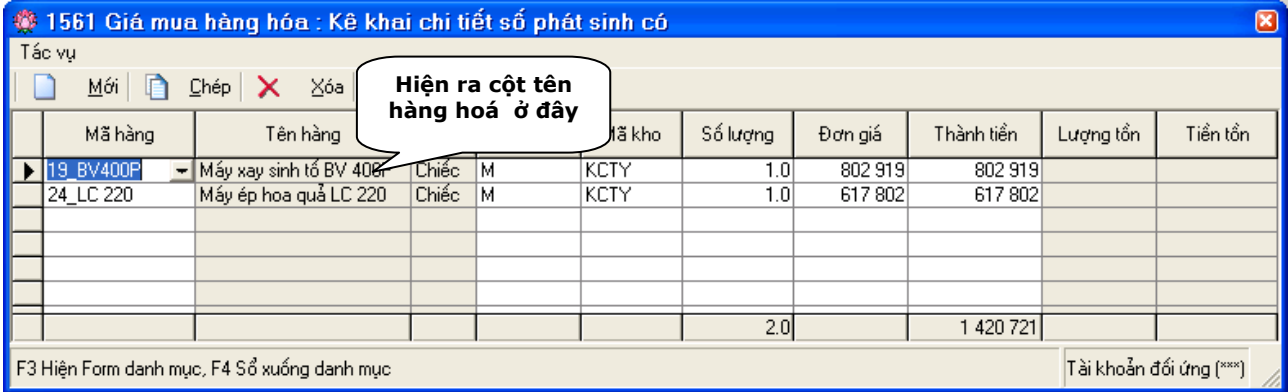 1561 Giá mua hàng hóa : Kê khai chi tiết số phát sinh có
Tác vụ
Mới Chép Xóa
Hiện ra cột tên
hàng hoá ở đây
Mã hàng Tên hàng Mã kho Số lượng Đơn giá Thành tiền Lượng tồn Tiền tồn
19_BV400P Máy xay sinh tố BV 400P Chiếc M KCTY 1.0 802 919 802 919
24_LC 220 Máy ép hoa quả LC 220 Chiếc M KCTY 1.0 617 802 617 802
2.0 1 420 721
F3 Hiện Form danh mục, F4 Sổ xuống danh mục Tài khoản đối ứng (***)